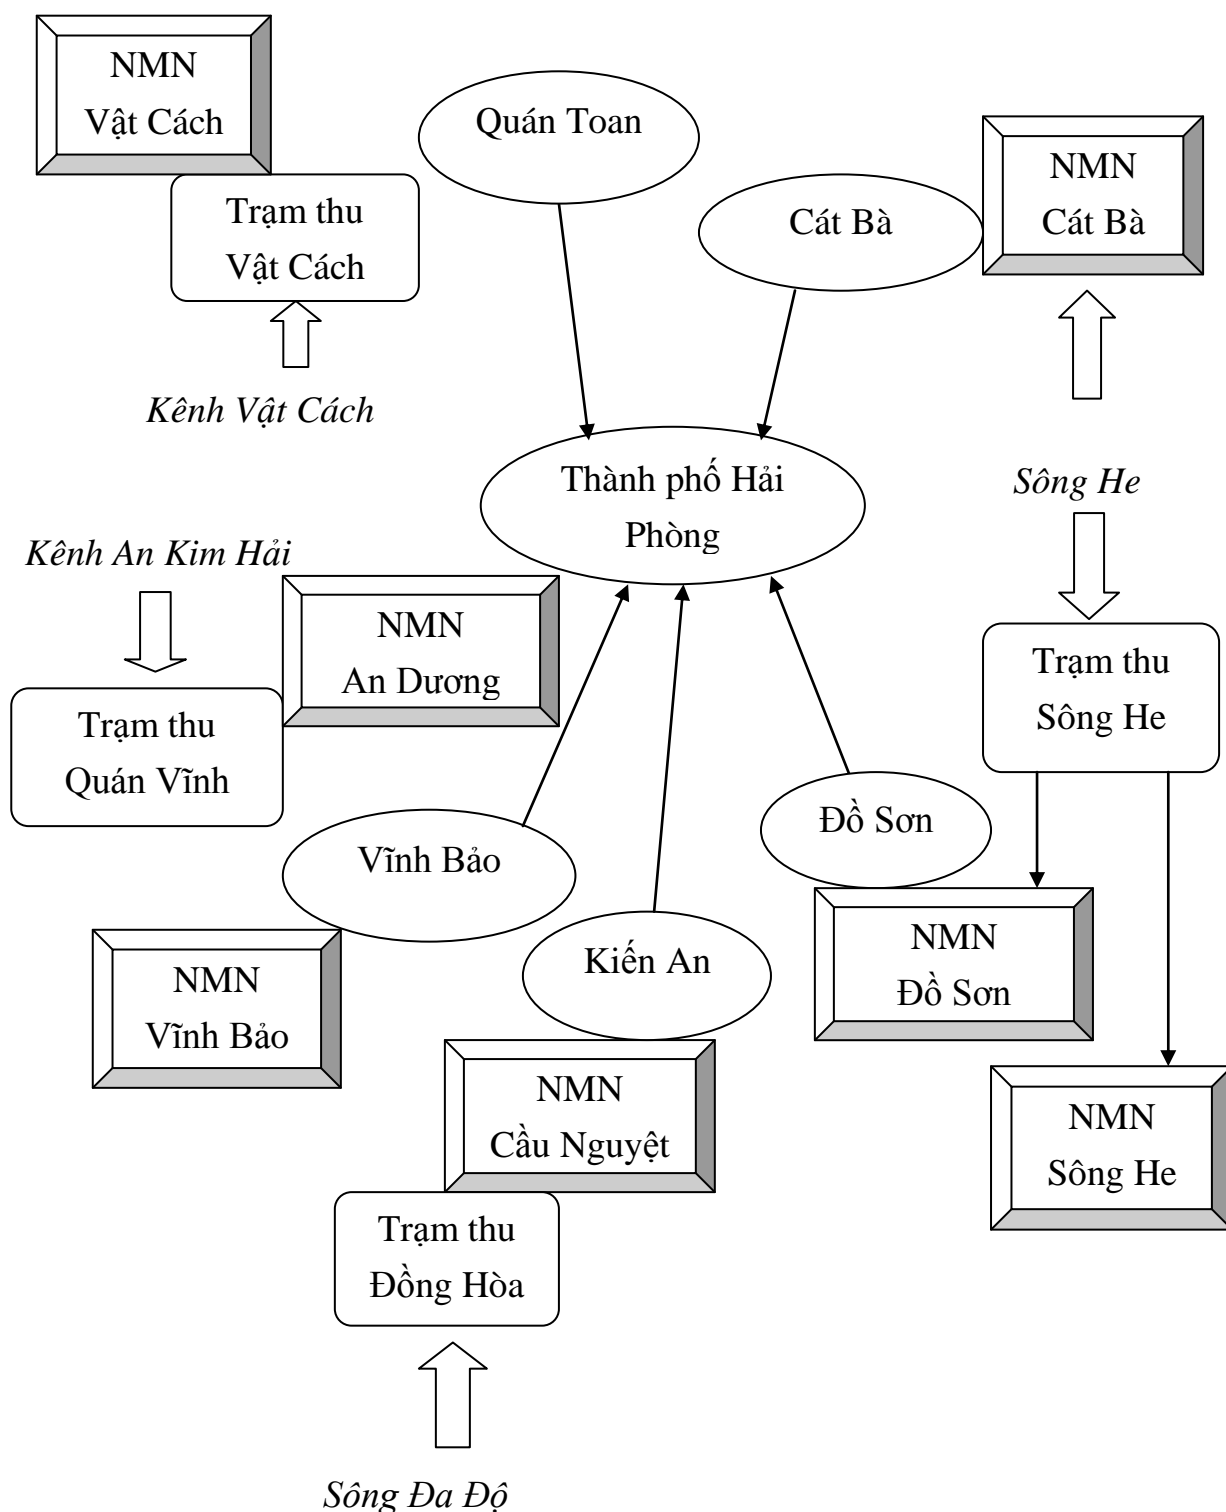 NMN
Vật Cách
Quán Toan
Trạm thu
Vật Cách
Cát Bà
NMN
Cát Bà
Kênh Vật Cách
Thành phố Hải
Phòng
Sông He
Kênh An Kim Hải
NMN
An Dương
Trạm thu
Sông He
Trạm thu
Quán Vĩnh
Đồ Sơn
Vĩnh Bảo
Kiến An
NMN
Đồ Sơn
NMN
Vĩnh Bảo
NMN
Cầu Nguyệt
NMN
Sông He
Trạm thu
Đồng Hòa
Sông Đa Độ